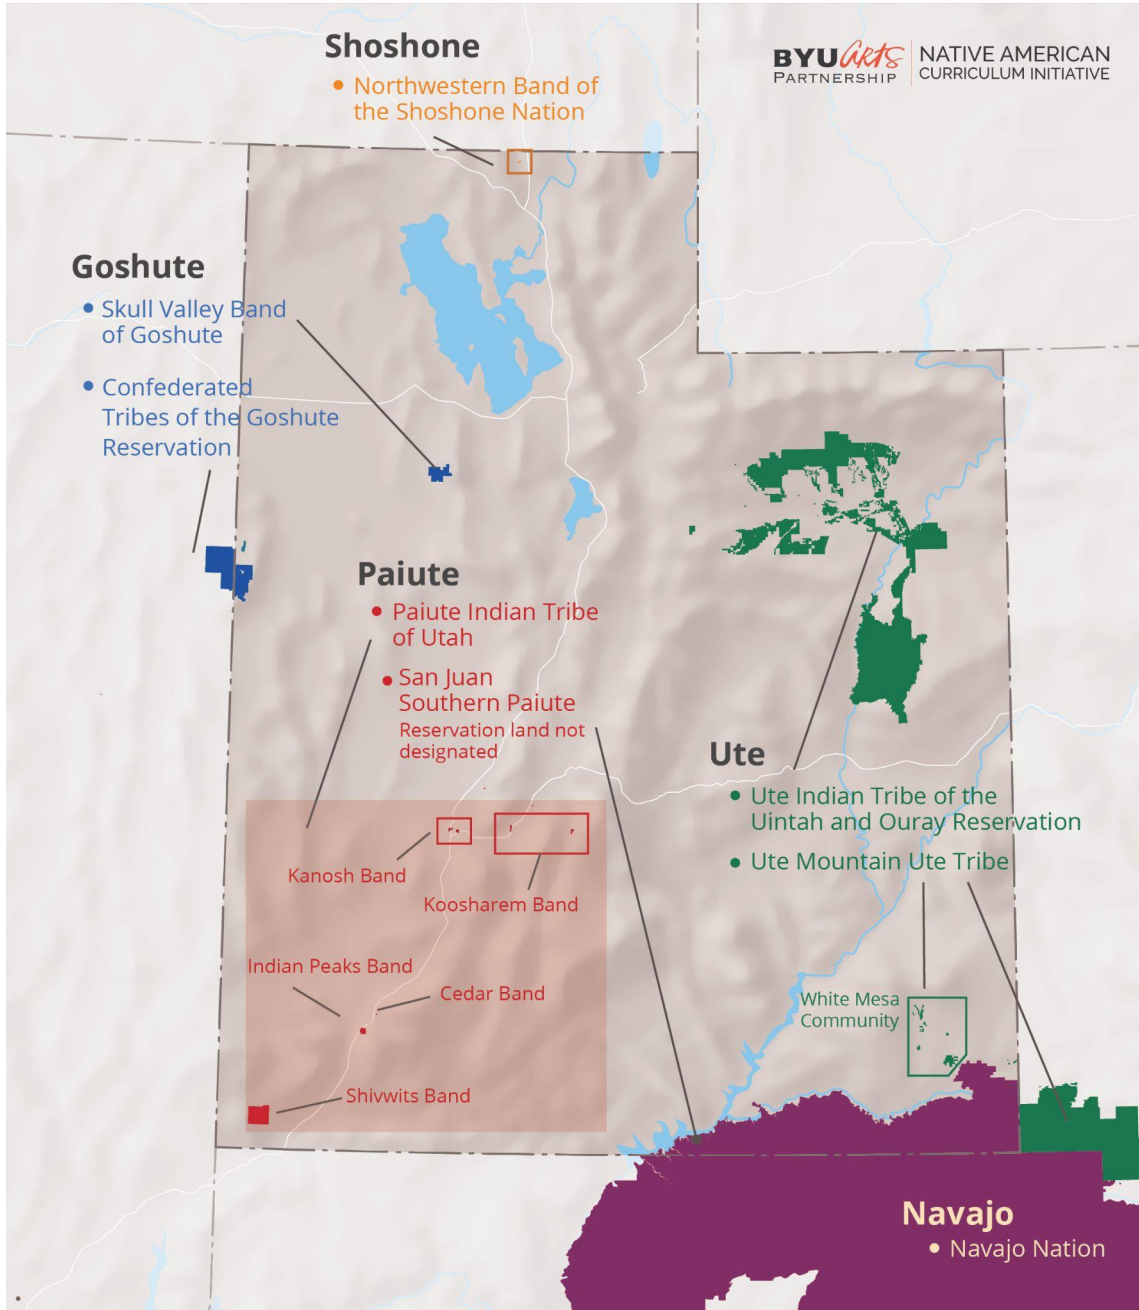 Shoshone
• Northwestern Band of
the Shoshone Nation
BYU ARTS
PARTNERSHIP
NATIVE AMERICAN
CURRICULUM INITIATIVE
Goshute
• Skull Valley Band
of Goshute
• Confederated
Tribes of the Goshute
Reservation
Paiute
• Paiute Indian Tribe
of Utah
• San Juan
Southern Paiute
Reservation land not
designated
Ute
• Ute Indian Tribe of the
Uintah and Ouray Reservation
• Ute Mountain Ute Tribe
Kanosh Band
Koosharem Band
Indian Peaks Band
Cedar Band
Shivwits Band
White Mesa
Community
Navajo
• Navajo Nation